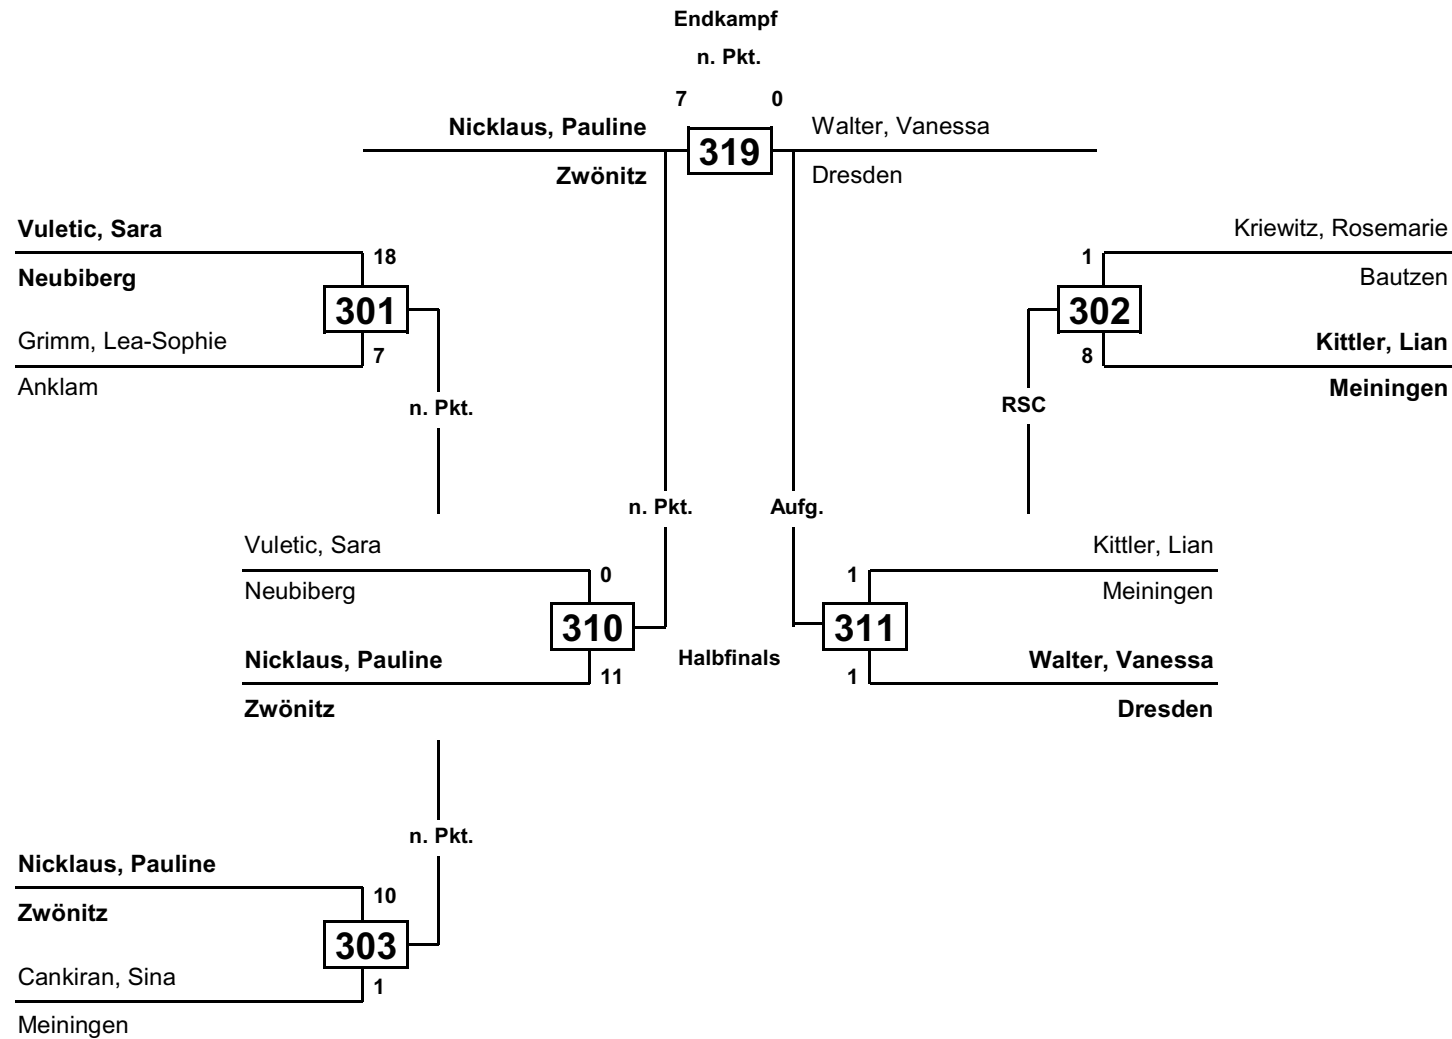 Endkampf
n. Pkt.
7 0
Nicklaus, Pauline
Zwönitz
319
Walter, Vanessa
Dresden
Vuletic, Sara
18
Neubiberg
301
Grimm, Lea-Sophie
7
Anklam
n. Pkt.
Kriewitz, Rosemarie
1
Bautzen
302
Kittler, Lian
8
Meiningen
RSC
n. Pkt.
Aufg.
Vuletic, Sara
0
Neubiberg
310
Nicklaus, Pauline
11
Zwönitz
Halbfinals
Kittler, Lian
1
Meiningen
311
Walter, Vanessa
1
Dresden
n. Pkt.
Nicklaus, Pauline
10
Zwönitz
303
Cankiran, Sina
1
Meiningen